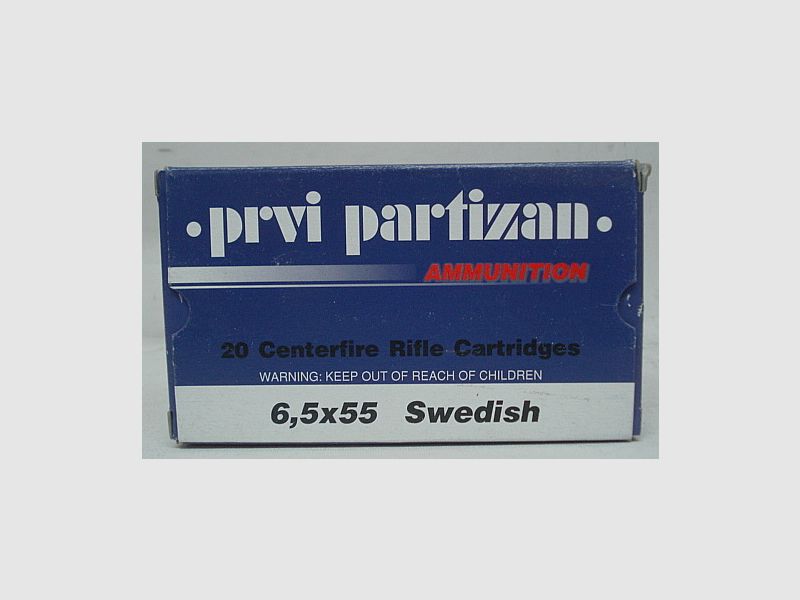 • prvi partizan •
AMMUNITION
20 Centerfire Rifle Cartridges
WARNING: KEEP OUT OF REACH OF CHILDREN
6,5x55 Swedish